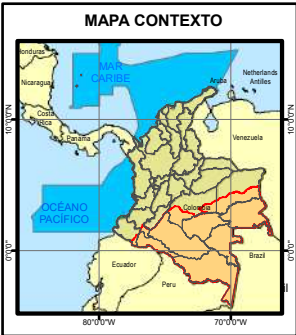 MAPA CONTEXTO
Honduras
MAR
CARIBE
Nicaragua
Aruba
Netherlands
Antilles
Costa
Rica
Panama
Venezuela
10°0'0"N
10°0'0"N
OCÉANO
PACÍFICO
Colombia
Ecuador
Brazil
Peru
0°0'0"
0°0'0"
80°0'0"W
70°0'0"W